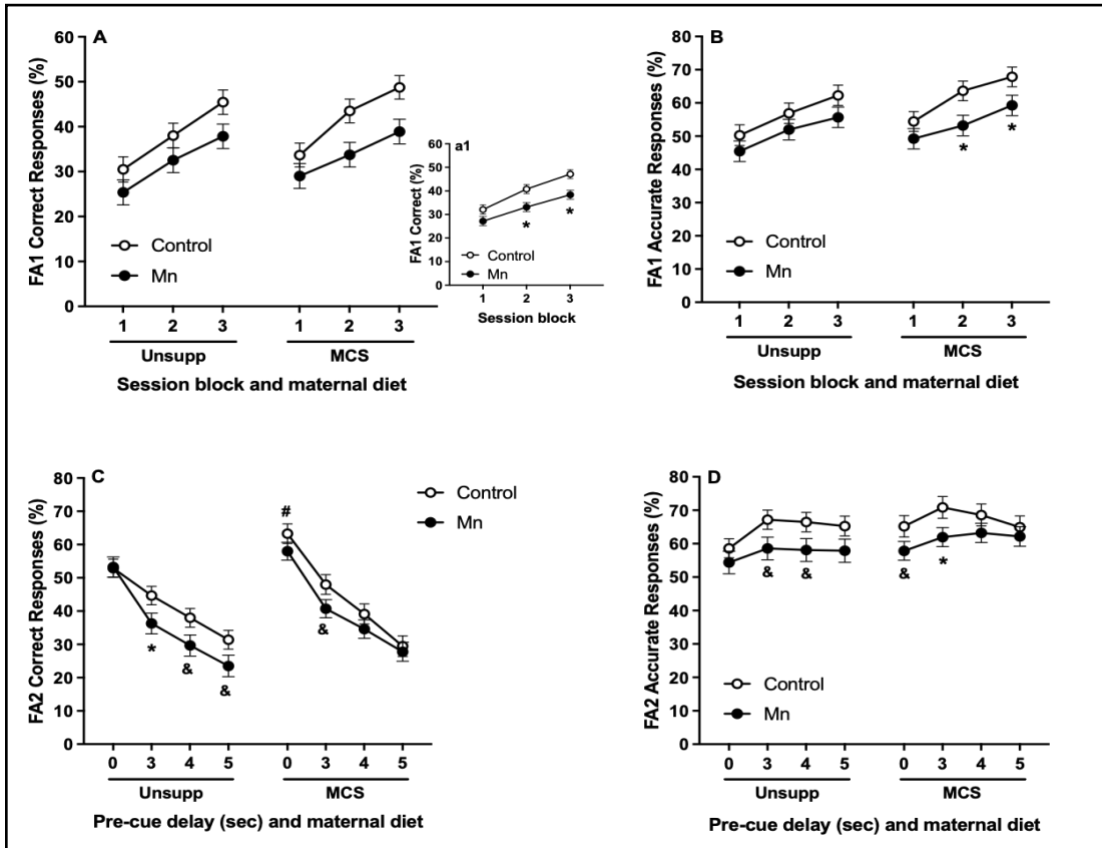 A
FA1 Correct Responses (%)
60
50
40
30
20
10
0
Control
Mn
1 2 3 1 2 3
Unsupp MCS
Session block and maternal diet
a1
FA1 Correct (%)
60
50
40
30
20
10
0
* *
Control
Mn
1 2 3
Session block
B
FA1 Accurate Responses (%)
80
70
60
50
40
30
20
10
0
* *
Control
Mn
1 2 3 1 2 3
Unsupp MCS
Session block and maternal diet
C
FA2 Correct Responses (%)
80
70
60
50
40
30
20
10
0
#
* & & &
Control
Mn
0 3 4 5 0 3 4 5
Unsupp MCS
Pre-cue delay (sec) and maternal diet
D
FA2 Accurate Responses (%)
80
70
60
50
40
30
20
10
0
& & & *
Control
Mn
0 3 4 5 0 3 4 5
Unsupp MCS
Pre-cue delay (sec) and maternal diet